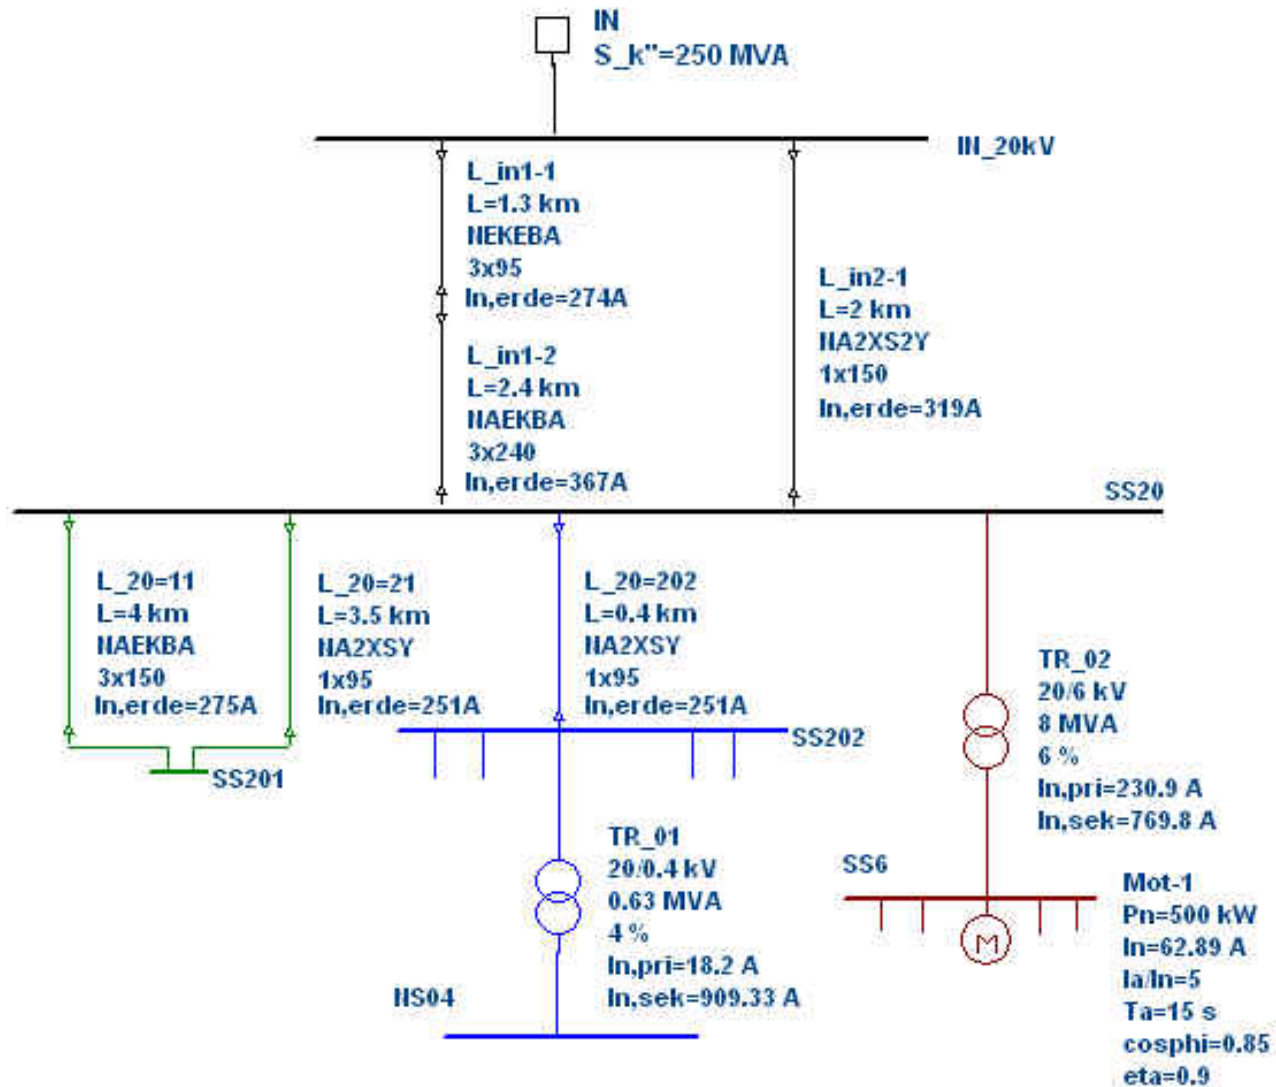 IN
S_k"=250 MVA
IN_20kV
L_in1-1
L=1.3 km
NEKEBA
3x95
In,erde=274A
L_in1-2
L=2.4 km
NAEKBA
3x240
In,erde=367A
L_in2-1
L=2 km
NA2XS2Y
1x150
In,erde=319A
SS20
L_20=11
L=4 km
NAEKBA
3x150
In,erde=275A
L_20=21
L=3.5 km
NA2XSY
1x95
In,erde=251A
L_20=202
L=0.4 km
NA2XSY
1x95
In,erde=251A
SS201
SS202
TR_02
20/6 kV
8 MVA
6 %
In,pri=230.9 A
In,sek=769.8 A
TR_01
20/0.4 kV
0.63 MVA
4 %
In,pri=18.2 A
In,sek=909.33 A
NS04
SS6
M
Mot-1
Pn=500 kW
In=62.89 A
Ia/In=5
Ta=15 s
cosphi=0.85
eta=0.9